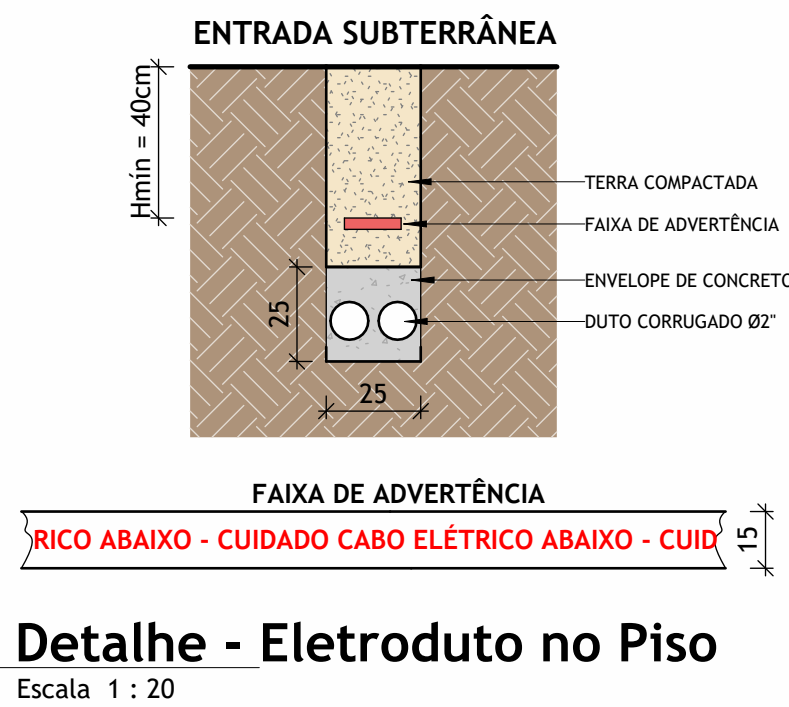 ENTRADA SUBTERRÂNEA
Hmín = 40cm
TERRA COMPACTADA
FAIXA DE ADVERTÊNCIA
ENVELOPE DE CONCRETO
DUTO CORRUGADO Ø2"
25
25
FAIXA DE ADVERTÊNCIA
RICO ABAIXO - CUIDADO CABO ELÉTRICO ABAIXO - CUID
15
Detalhe - Eletroduto no Piso
Escala 1 : 20